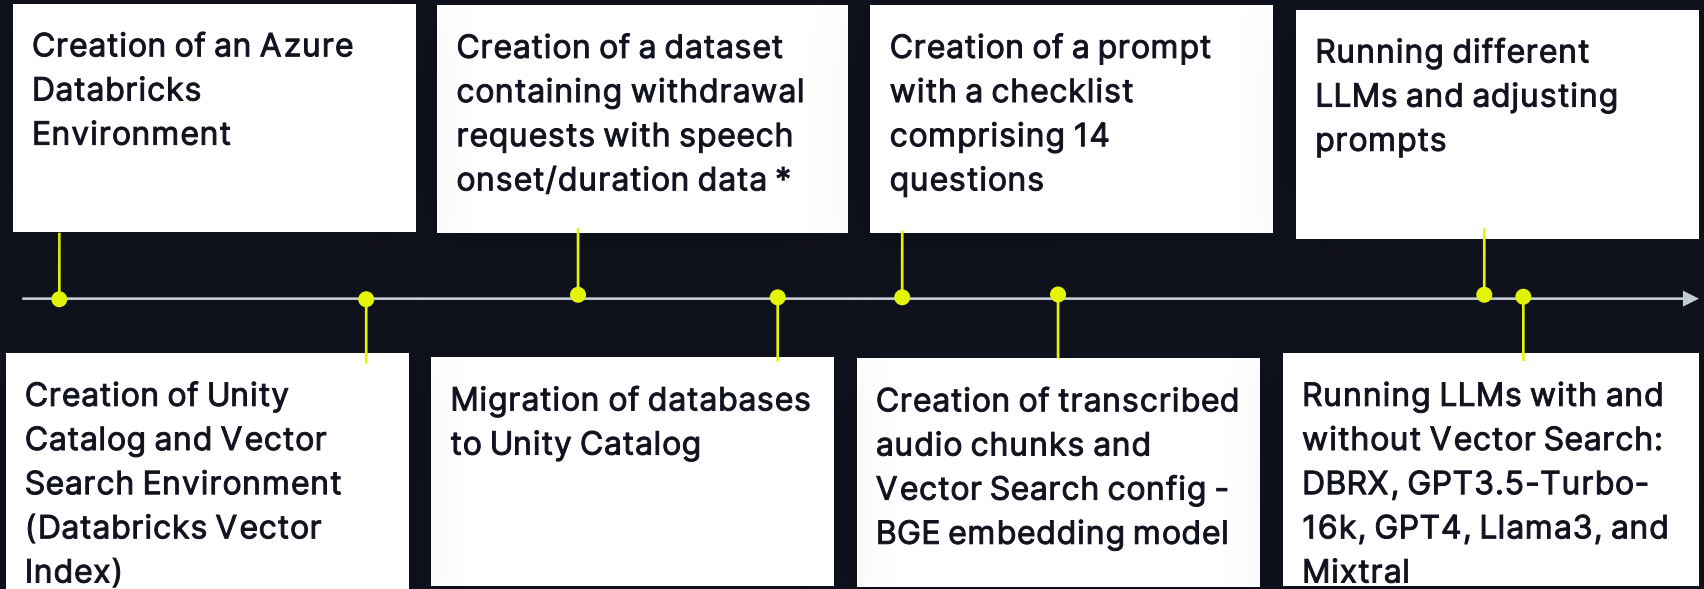 Creation of an Azure
Databricks
Environment
Creation of a dataset
containing withdrawal
requests with speech
onset/duration data *
Creation of a prompt
with a checklist
comprising 14
questions
Running different
LLMs and adjusting
prompts
Creation of Unity
Catalog and Vector
Search Environment
(Databricks Vector
Index)
Migration of databases
to Unity Catalog
Creation of transcribed
audio chunks and
Vector Search config -
BGE embedding model
Running LLMs with and
without Vector Search:
DBRX, GPT3.5-Turbo-
16k, GPT4, Llama3, and
Mixtral